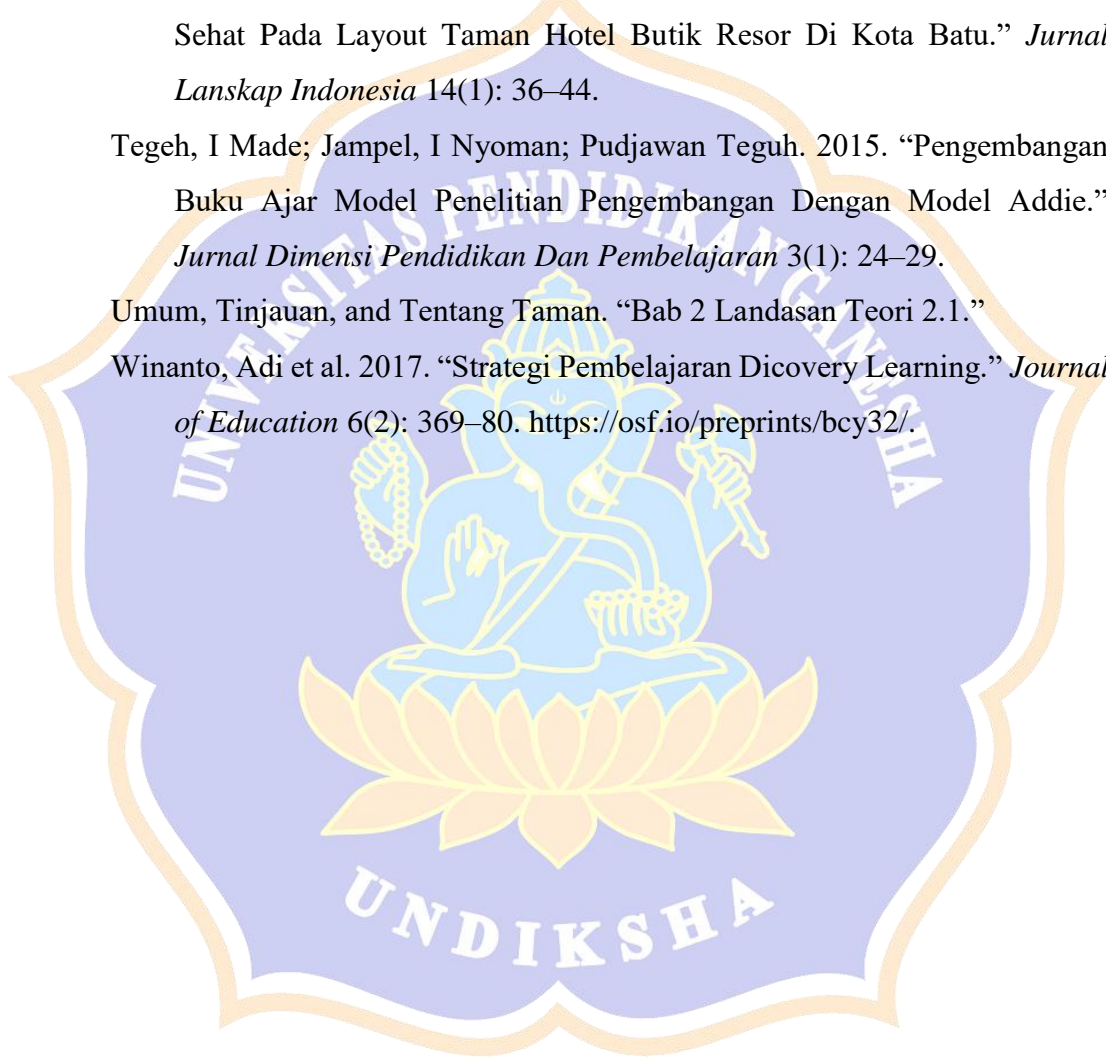 Sehat Pada Layout Taman Hotel Butik Resor Di Kota Batu.” Jurnal
Lanskap Indonesia 14(1): 36–44.
Tegeh, I Made; Jampel, I Nyoman; Pudjawan Teguh. 2015. “Pengembangan
Buku Ajar Model Penelitian Pengembangan Dengan Model Addie.”
Jurnal Dimensi Pendidikan Dan Pembelajaran 3(1): 24–29.
Umum, Tinjauan, and Tentang Taman. “Bab 2 Landasan Teori 2.1.”
Winanto, Adi et al. 2017. “Strategi Pembelajaran Dicovery Learning.” Journal
of Education 6(2): 369–80. https://osf.io/preprints/bcy32/.
UNIVERSITAS PENDIDIKAN GANESHA
UNDIKSHA